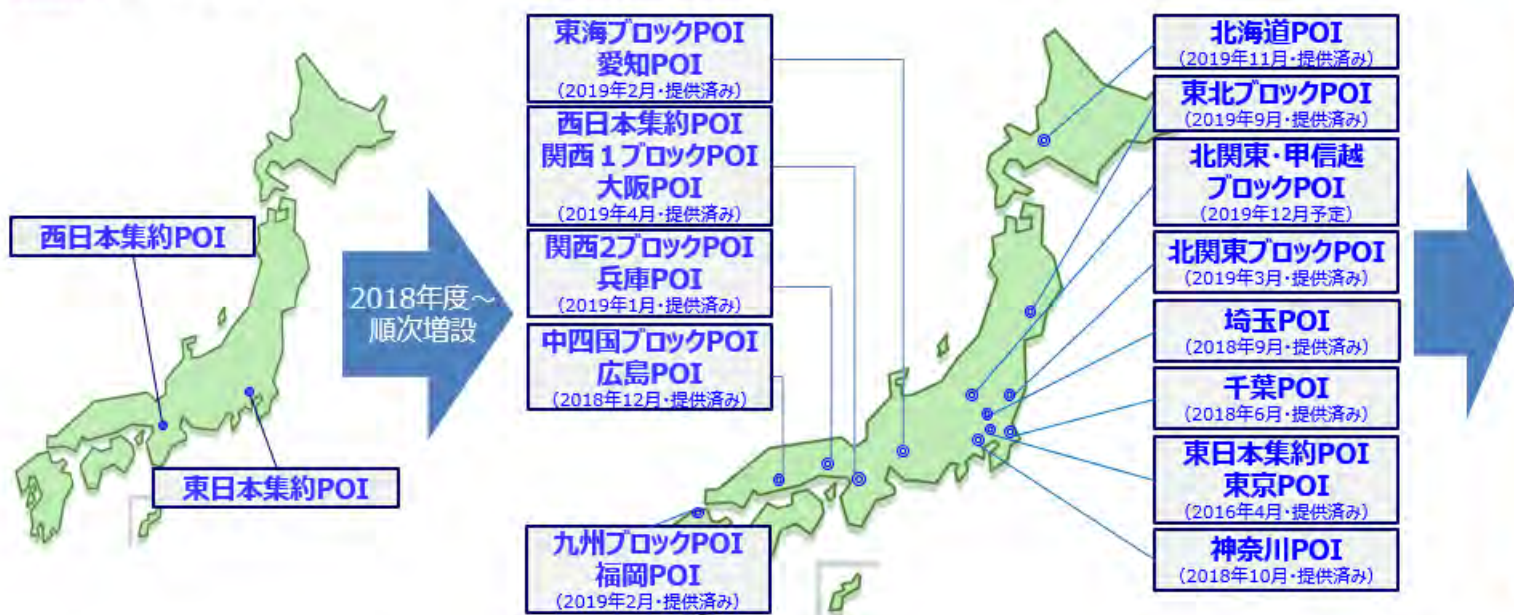 西日本集約POI
東日本集約POI
2018年度～
順次増設
東海ブロックPOI
愛知POI
（2019年2月・提供済み）
西日本集約POI
関西１ブロックPOI
大阪POI
（2019年4月・提供済み）
関西2ブロックPOI
兵庫POI
（2019年1月・提供済み）
中四国ブロックPOI
広島POI
（2018年12月・提供済み）
九州ブロックPOI
福岡POI
（2019年2月・提供済み）
北海道POI
（2019年11月・提供済み）
東北ブロックPOI
（2019年9月・提供済み）
北関東・甲信越
ブロックPOI
（2019年12月予定）
北関東ブロックPOI
（2019年3月・提供済み）
埼玉POI
（2018年9月・提供済み）
千葉POI
（2018年6月・提供済み）
東日本集約POI
東京POI
（2016年4月・提供済み）
神奈川POI
（2018年10月・提供済み）